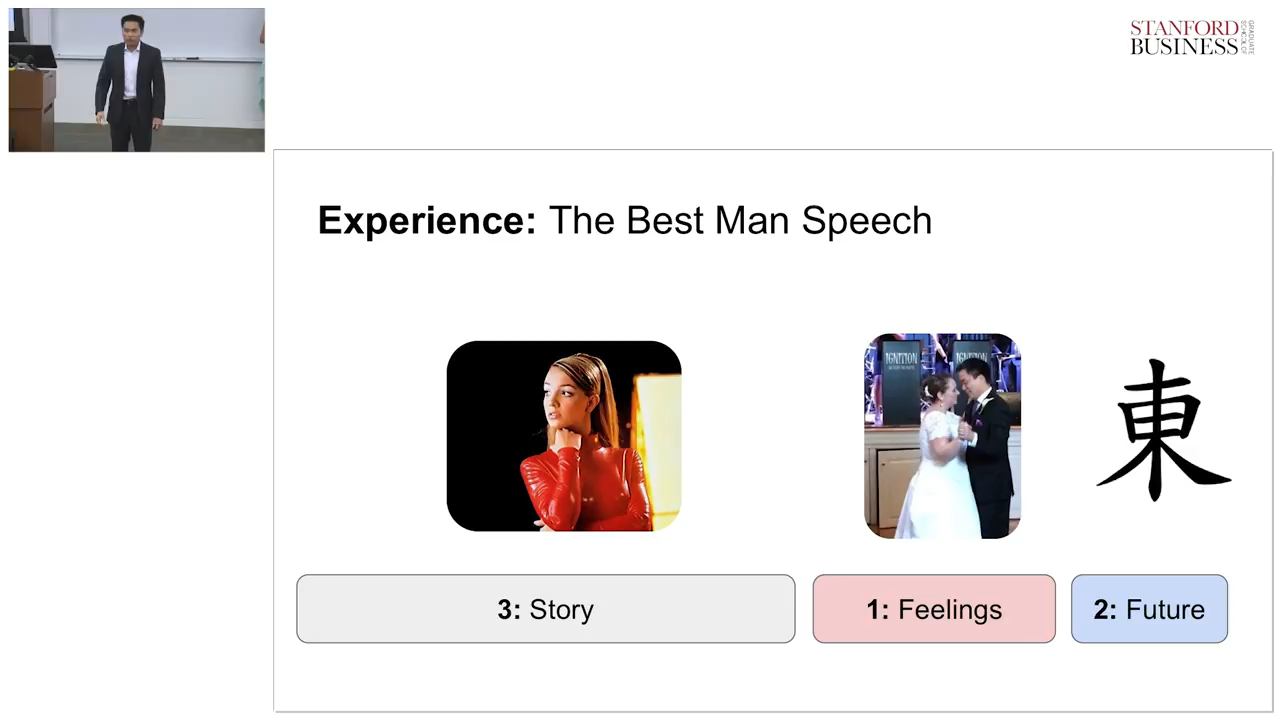 STANFORD
BUSINESS
GRADUATE
SCHOOL OF
Experience: The Best Man Speech
IGNITION
IGNITION
東
3: Story
1: Feelings
2: Future